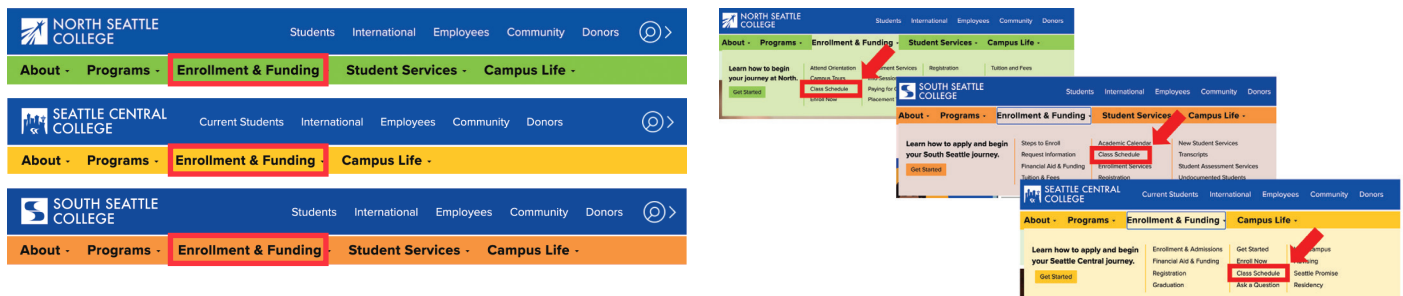 NORTH SEATTLE
COLLEGE
Students International Employees Community Donors
About - Programs - Enrollment & Funding Student Services - Campus Life -
SEATTLE CENTRAL
COLLEGE
Current Students International Employees Community Donors
About - Programs - Enrollment & Funding - Campus Life -
SOUTH SEATTLE
COLLEGE
Students International Employees Community Donors
About - Programs - Enrollment & Funding - Student Services - Campus Life -
NORTH SEATTLE
COLLEGE
Students International Employees Community Donors
About - Programs - Enrollment & Funding - Student Services - Campus Life -
Learn how to begin
your journey at North.
Get Started
Attend Orientation
Campus Tours
Class Schedule
Enroll Now
Services
Paying for
Placement
Registration
Tuition and Fees
SOUTH SEATTLE
COLLEGE
Students International Employees Community Donors
About - Programs - Enrollment & Funding - Student Services Campus Life -
Learn how to apply and begin
your South Seattle journey.
Get Started
Steps to Enroll
Request Information
Financial Aid & Funding
Tuition & Fees
Academic Calendar
Class Schedule
Enrollment Services
Registration
New Student Services
Transcripts
Student Assessment Services
Undocumented Students
SEATTLE CENTRAL
COLLEGE
Current Students International Employees Community Donors
About - Programs - Enrollment & Funding - Campus Life -
Learn how to apply and begin
your Seattle Central journey.
Get Started
Enrollment & Admissions
Financial Aid & Funding
Registration
Graduation
Get Started
Enroll Now
Class Schedule
Ask a Question
Seattle Promise
Residency